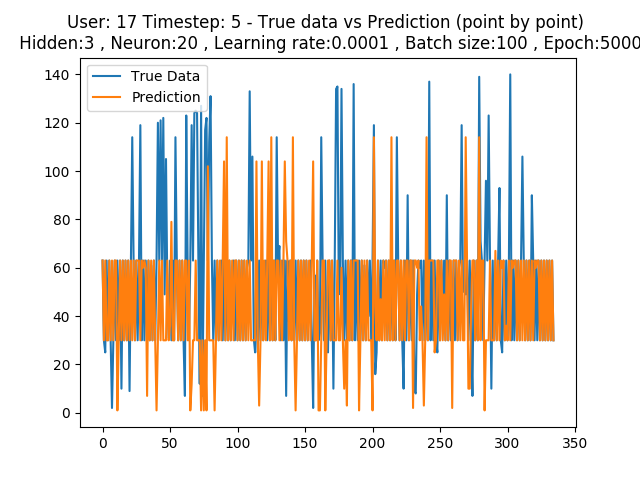 User: 17 Timestep: 5 - True data vs Prediction (point by point)
Hidden:3 , Neuron:20 , Learning rate:0.0001 , Batch size:100 , Epoch:5000
True Data
Prediction
140
120
100
80
60
40
20
0
0 50 100 150 200 250 300 350